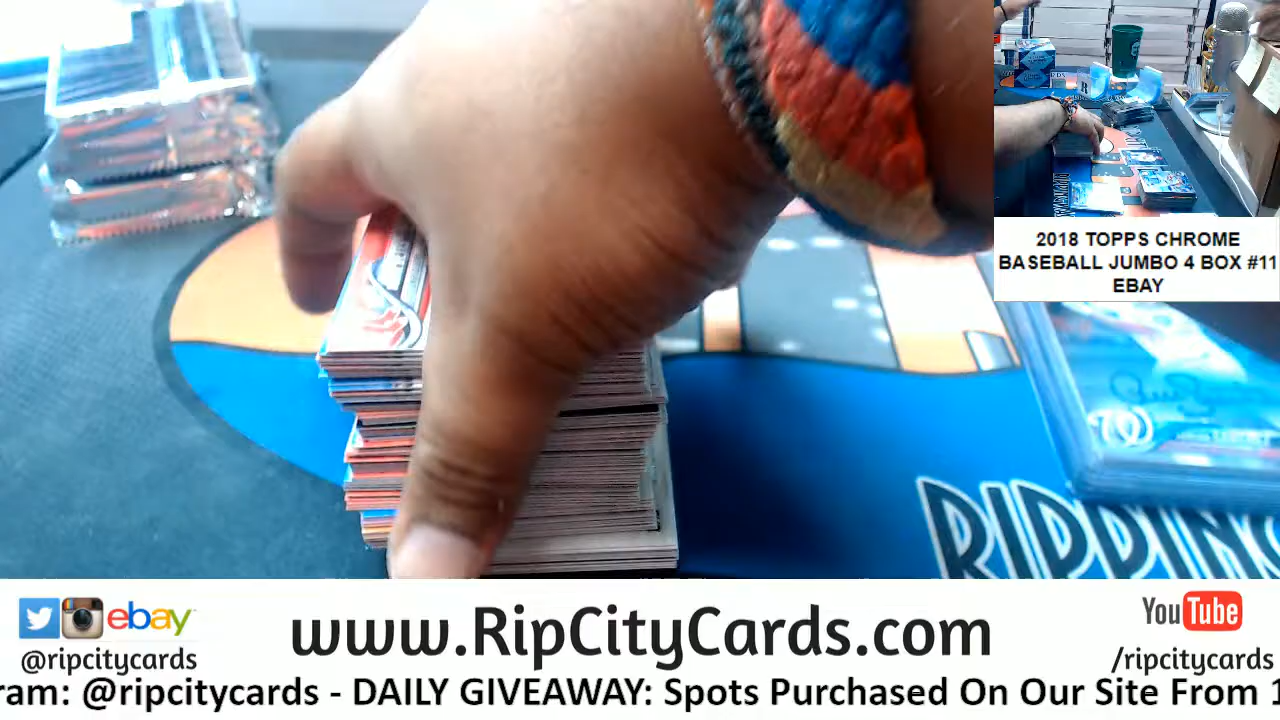 2018 TOPPS CHROME
BASEBALL JUMBO 4 BOX #11
EBAY
RIPPING
ebay
@ripcitycards
www.RipCityCards.com
YouTube
/ripcitycards
ram: @ripcitycards - DAILY GIVEAWAY: Spots Purchased On Our Site From 1